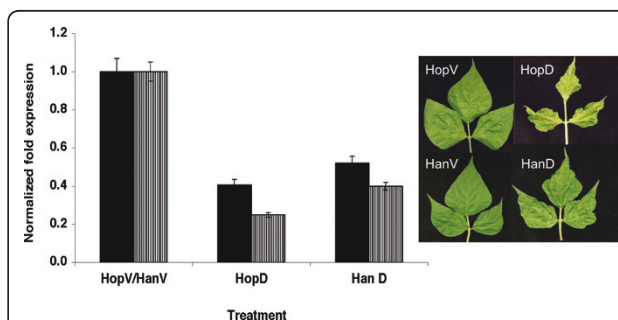 1.2
1.0
0.8
0.6
0.4
0.2
0.0
Normalized fold expression
HopV/HanV
HopD
Han D
Treatment
HopV
HopD
HanV
HanD